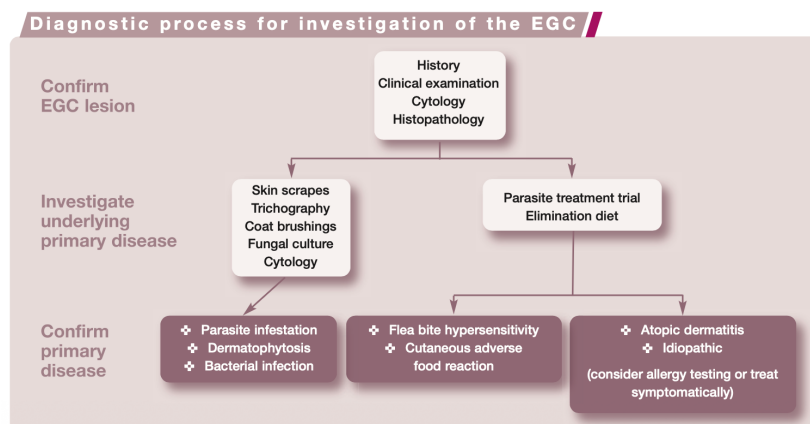 Diagnostic process for investigation of the EGC
Confirm
EGC lesion
History
Clinical examination
Cytology
Histopathology
Investigate
underlying
primary disease
Skin scrapes
Trichography
Coat brushings
Fungal culture
Cytology
Parasite treatment trial
Elimination diet
Confirm
primary
disease
✤ Parasite infestation
✤ Dermatophytosis
✤ Bacterial infection
✤ Flea bite hypersensitivity
✤ Cutaneous adverse
food reaction
✤ Atopic dermatitis
✤ Idiopathic
(consider allergy testing or treat
symptomatically)